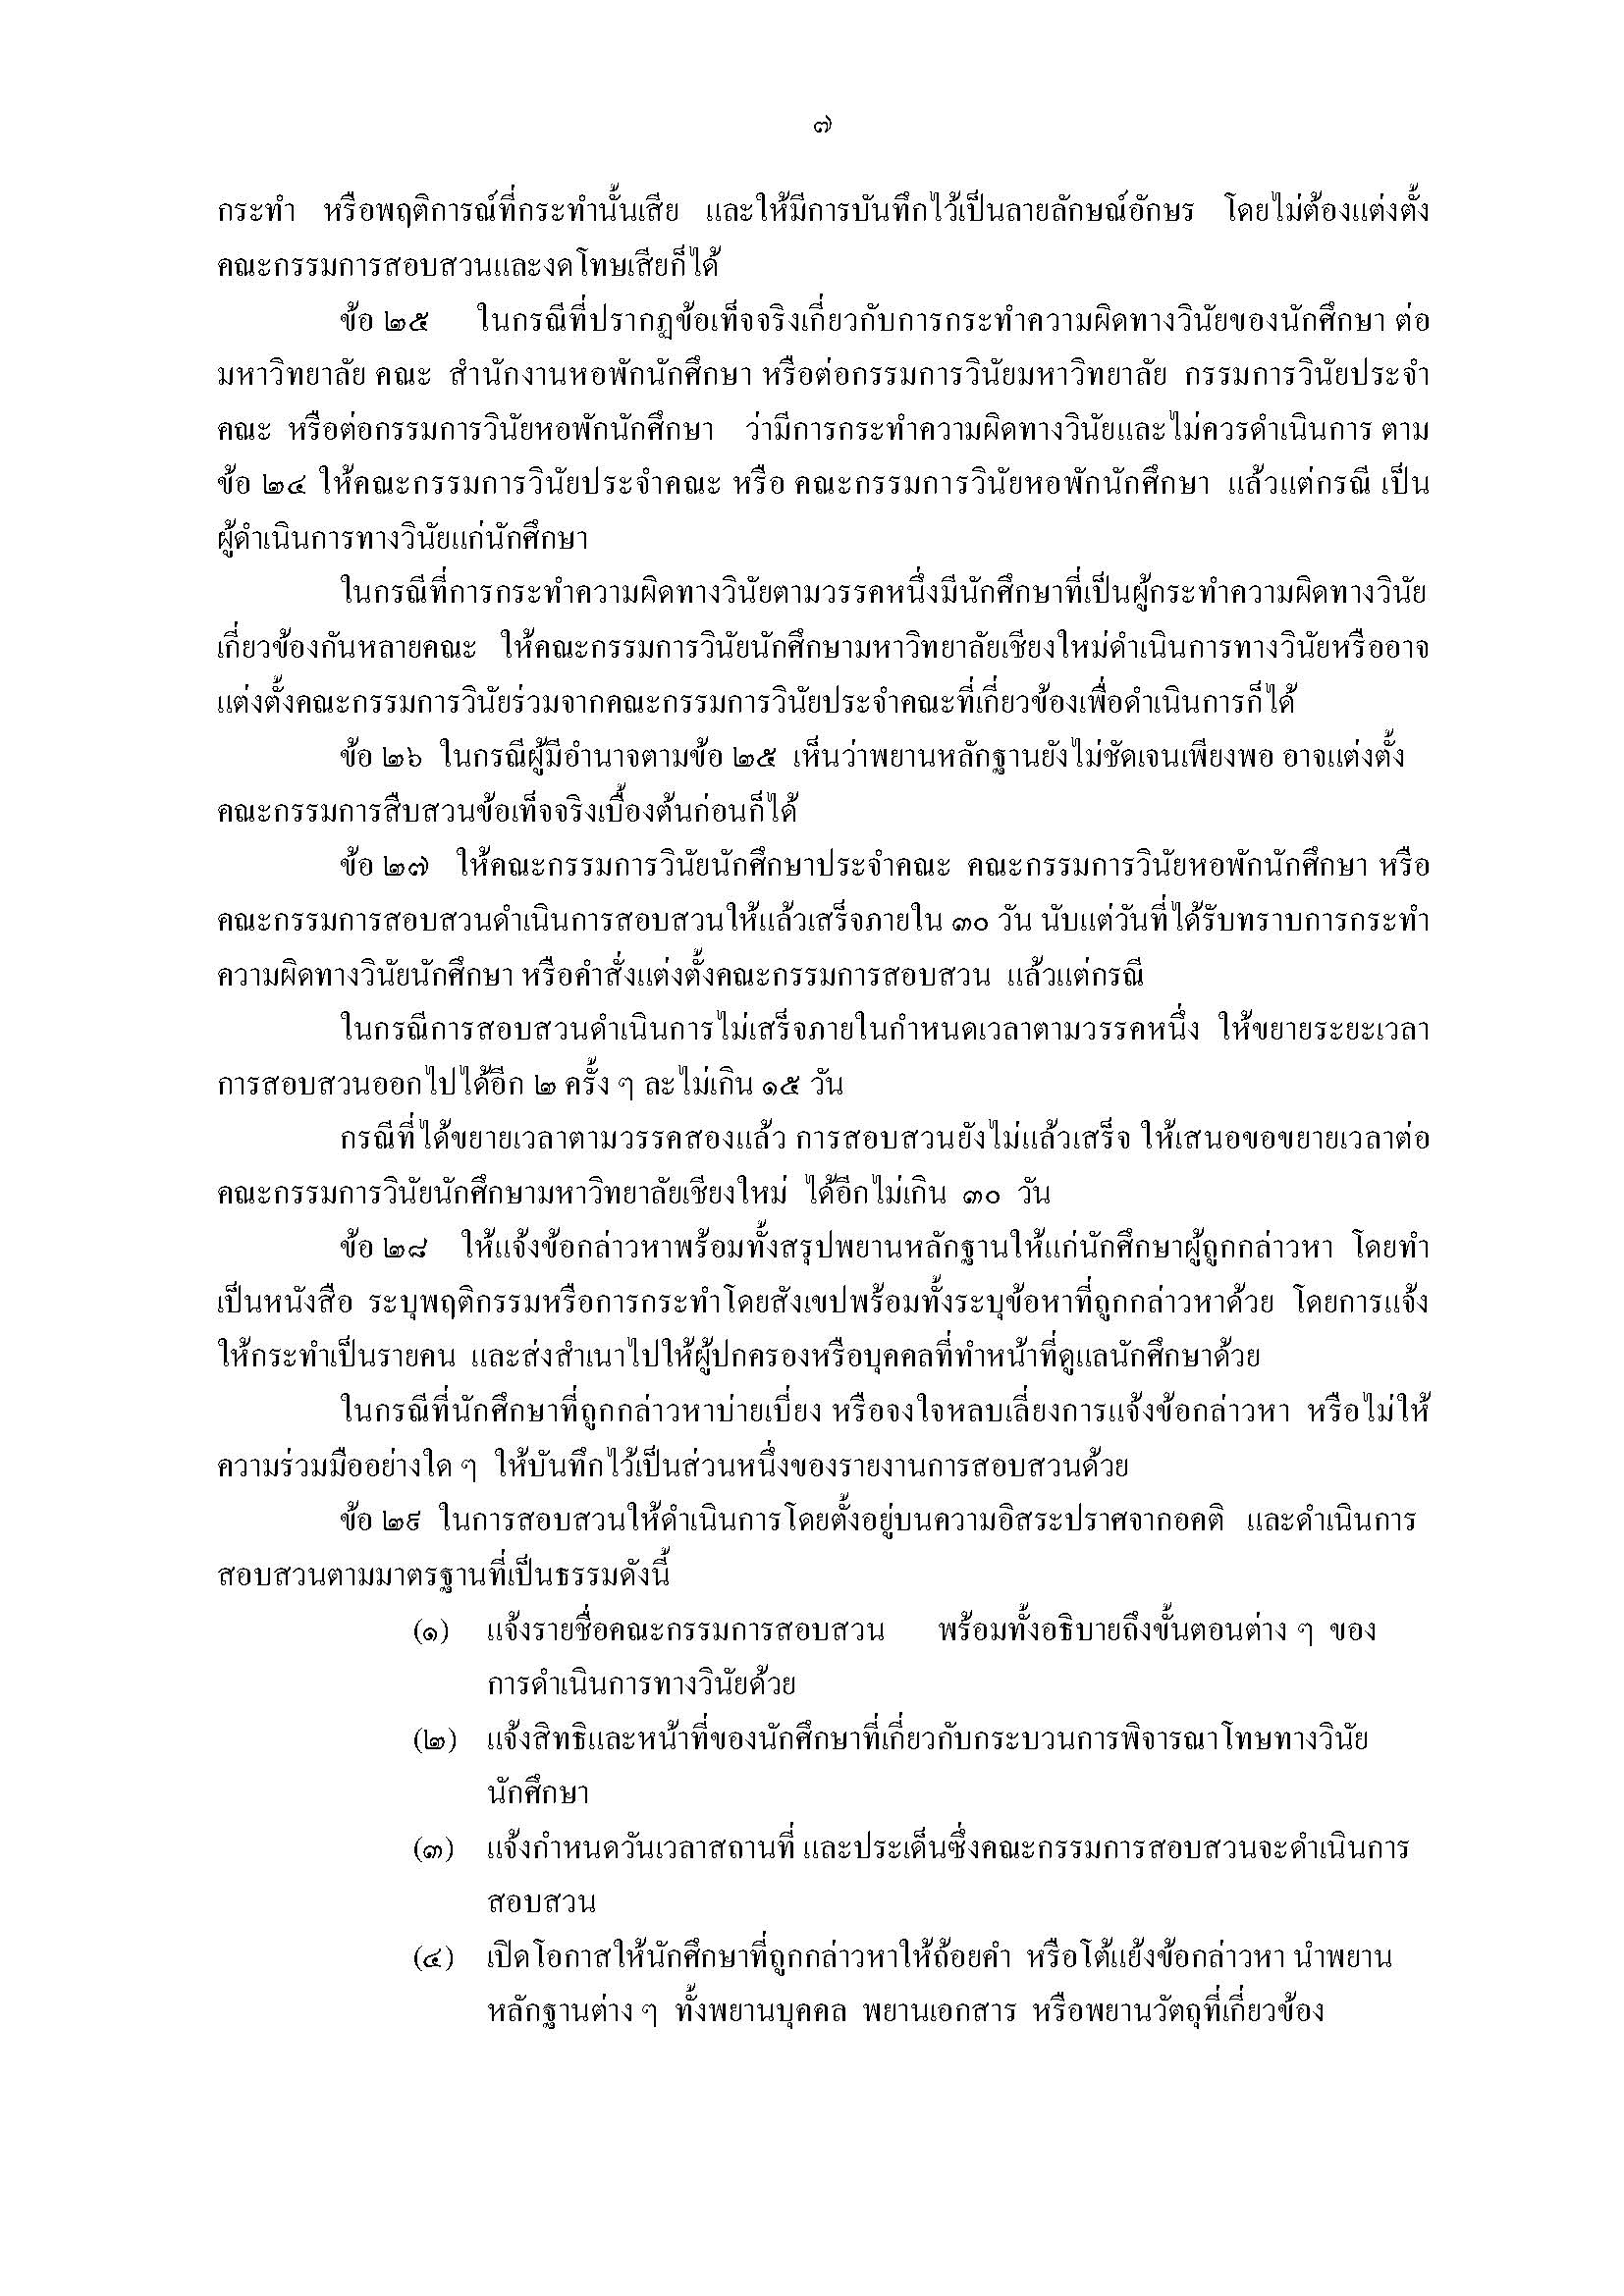 ๗
กระทำ หรือพฤติการณ์ที่กระทำนั้นเสีย และให้มีการบันทึกไว้เป็นลายลักษณ์อักษร โดยไม่ต้องแต่งตั้ง
คณะกรรมการสอบสวนและงดโทษเสียก็ได้
ข้อ ๒๕ ในกรณีที่ปรากฏข้อเท็จจริงเกี่ยวกับการกระทำความผิดทางวินัยของนักศึกษา ต่อ
มหาวิทยาลัย คณะ สำนักงานหอพักนักศึกษา หรือต่อกรรมการวินัยมหาวิทยาลัย กรรมการวินัยประจำ
คณะ หรือต่อกรรมการวินัยหอพักนักศึกษา ว่ามีการกระทำความผิดทางวินัยและไม่ควรดำเนินการ ตาม
ข้อ ๒๔ ให้คณะกรรมการวินัยประจำคณะ หรือ คณะกรรมการวินัยหอพักนักศึกษา แล้วแต่กรณี เป็น
ผู้ดำเนินการทางวินัยแก่นักศึกษา
ในกรณีที่การกระทำความผิดทางวินัยตามวรรคหนึ่งมีนักศึกษาที่เป็นผู้กระทำความผิดทางวินัย
เกี่ยวข้องกันหลายคณะ ให้คณะกรรมการวินัยนักศึกษามหาวิทยาลัยเชียงใหม่ดำเนินการทางวินัยหรืออาจ
แต่งตั้งคณะกรรมการวินัยร่วมจากคณะกรรมการวินัยประจำคณะที่เกี่ยวข้องเพื่อดำเนินการก็ได้
ข้อ ๒๖ ในกรณีผู้มีอำนาจตามข้อ ๒๕ เห็นว่าพยานหลักฐานยังไม่ชัดเจนเพียงพอ อาจแต่งตั้ง
คณะกรรมการสืบสวนข้อเท็จจริงเบื้องต้นก่อนก็ได้
ข้อ ๒๗ ให้คณะกรรมการวินัยนักศึกษาประจำคณะ คณะกรรมการวินัยหอพักนักศึกษา หรือ
คณะกรรมการสอบสวนดำเนินการสอบสวนให้แล้วเสร็จภายใน ๓๐ วัน นับแต่วันที่ได้รับทราบการกระทำ
ความผิดทางวินัยนักศึกษา หรือคำสั่งแต่งตั้งคณะกรรมการสอบสวน แล้วแต่กรณี
ในกรณีการสอบสวนดำเนินการไม่เสร็จภายในกำหนดเวลาตามวรรคหนึ่ง ให้ขยายระยะเวลา
การสอบสวนออกไปได้อีก ๒ ครั้ง ๆ ละไม่เกิน ๑๕ วัน
กรณีที่ได้ขยายเวลาตามวรรคสองแล้ว การสอบสวนยังไม่แล้วเสร็จ ให้เสนอขอขยายเวลาต่อ
คณะกรรมการวินัยนักศึกษามหาวิทยาลัยเชียงใหม่ ได้อีกไม่เกิน ๓๐ วัน
ข้อ ๒๘ ให้แจ้งข้อกล่าวหาพร้อมทั้งสรุปพยานหลักฐานให้แก่นักศึกษาผู้ถูกกล่าวหา โดยทำ
เป็นหนังสือ ระบุพฤติกรรมหรือการกระทำโดยสังเขปพร้อมทั้งระบุข้อหาที่ถูกกล่าวหาด้วย โดยการแจ้ง
ให้กระทำเป็นรายคน และส่งสำเนาไปให้ผู้ปกครองหรือบุคคลที่ทำหน้าที่ดูแลนักศึกษาด้วย
ในกรณีที่นักศึกษาที่ถูกกล่าวหาบ่ายเบี่ยง หรือจงใจหลบเลี่ยงการแจ้งข้อกล่าวหา หรือไม่ให้
ความร่วมมืออย่างใด ๆ ให้บันทึกไว้เป็นส่วนหนึ่งของรายงานการสอบสวนด้วย
ข้อ ๒๙ ในการสอบสวนให้ดำเนินการโดยตั้งอยู่บนความอิสระปราศจากอคติ และดำเนินการ
สอบสวนตามมาตรฐานที่เป็นธรรมดังนี้
(๑) แจ้งรายชื่อคณะกรรมการสอบสวน พร้อมทั้งอธิบายถึงขั้นตอนต่าง ๆ ของ
การดำเนินการทางวินัยด้วย
(๒) แจ้งสิทธิและหน้าที่ของนักศึกษาที่เกี่ยวกับกระบวนการพิจารณาโทษทางวินัย
นักศึกษา
(๓) แจ้งกำหนดวันเวลาสถานที่ และประเด็นซึ่งคณะกรรมการสอบสวนจะดำเนินการ
สอบสวน
(๔) เปิดโอกาสให้นักศึกษาที่ถูกกล่าวหาให้ถ้อยคำ หรือโต้แย้งข้อกล่าวหา นำพยาน
หลักฐานต่าง ๆ ทั้งพยานบุคคล พยานเอกสาร หรือพยานวัตถุที่เกี่ยวข้อง